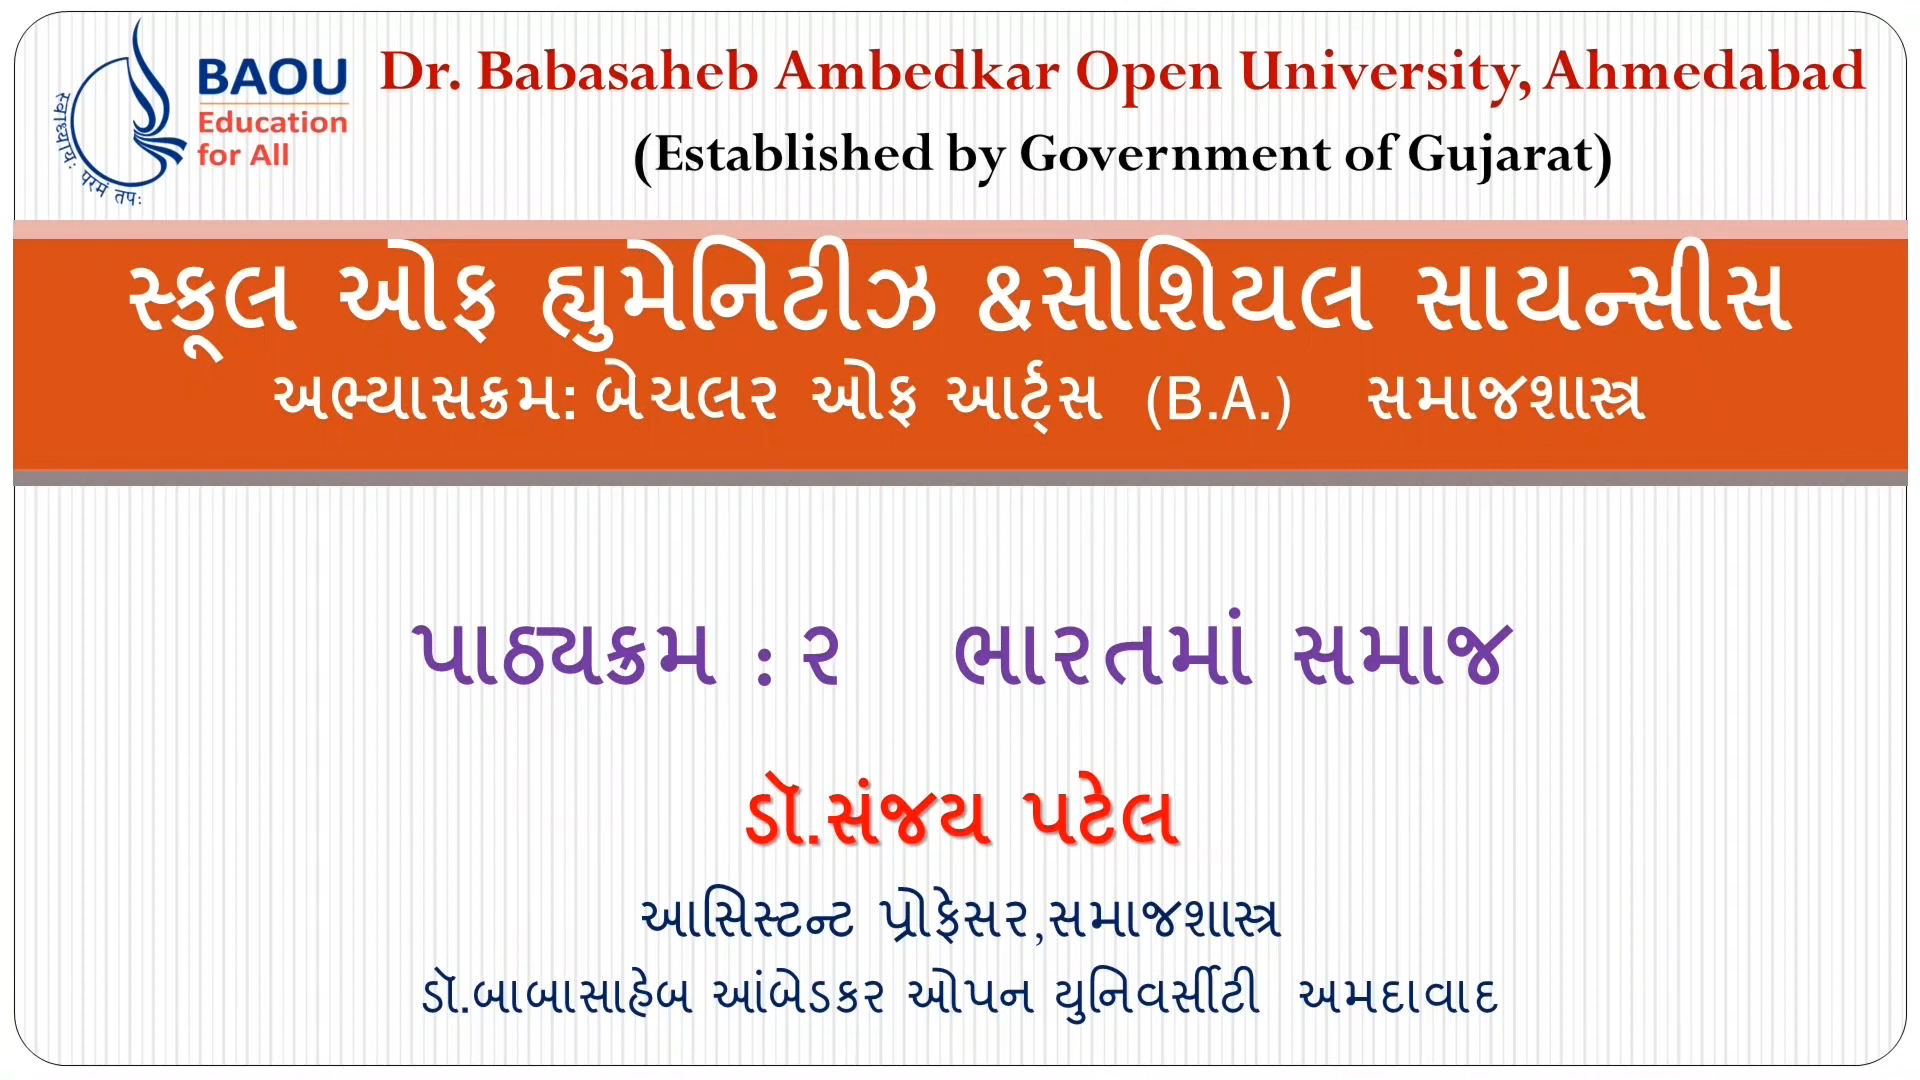 BAOU
Education
for All
स्वाध्यायः परमं तपः
Dr. Babasaheb Ambedkar Open University, Ahmedabad
(Established by Government of Gujarat)
સ્કૂલ ઓફ હ્યુમેનિટીઝ &સોશિયલ સાયન્સીસ
અભ્યાસક્રમ: બેચલર ઓફ આર્ટ્સ (B.A.) સમાજશાસ્ત્ર
પાઠ્યક્રમ : ૨ ભારતમાં સમાજ
ડૉ.સંજય પટેલ
આસિસ્ટન્ટ પ્રોફેસર,સમાજશાસ્ત્ર
ડૉ.બાબાસાહેબ આંબેડકર ઓપન યુનિવર્સીટી અમદાવાદ